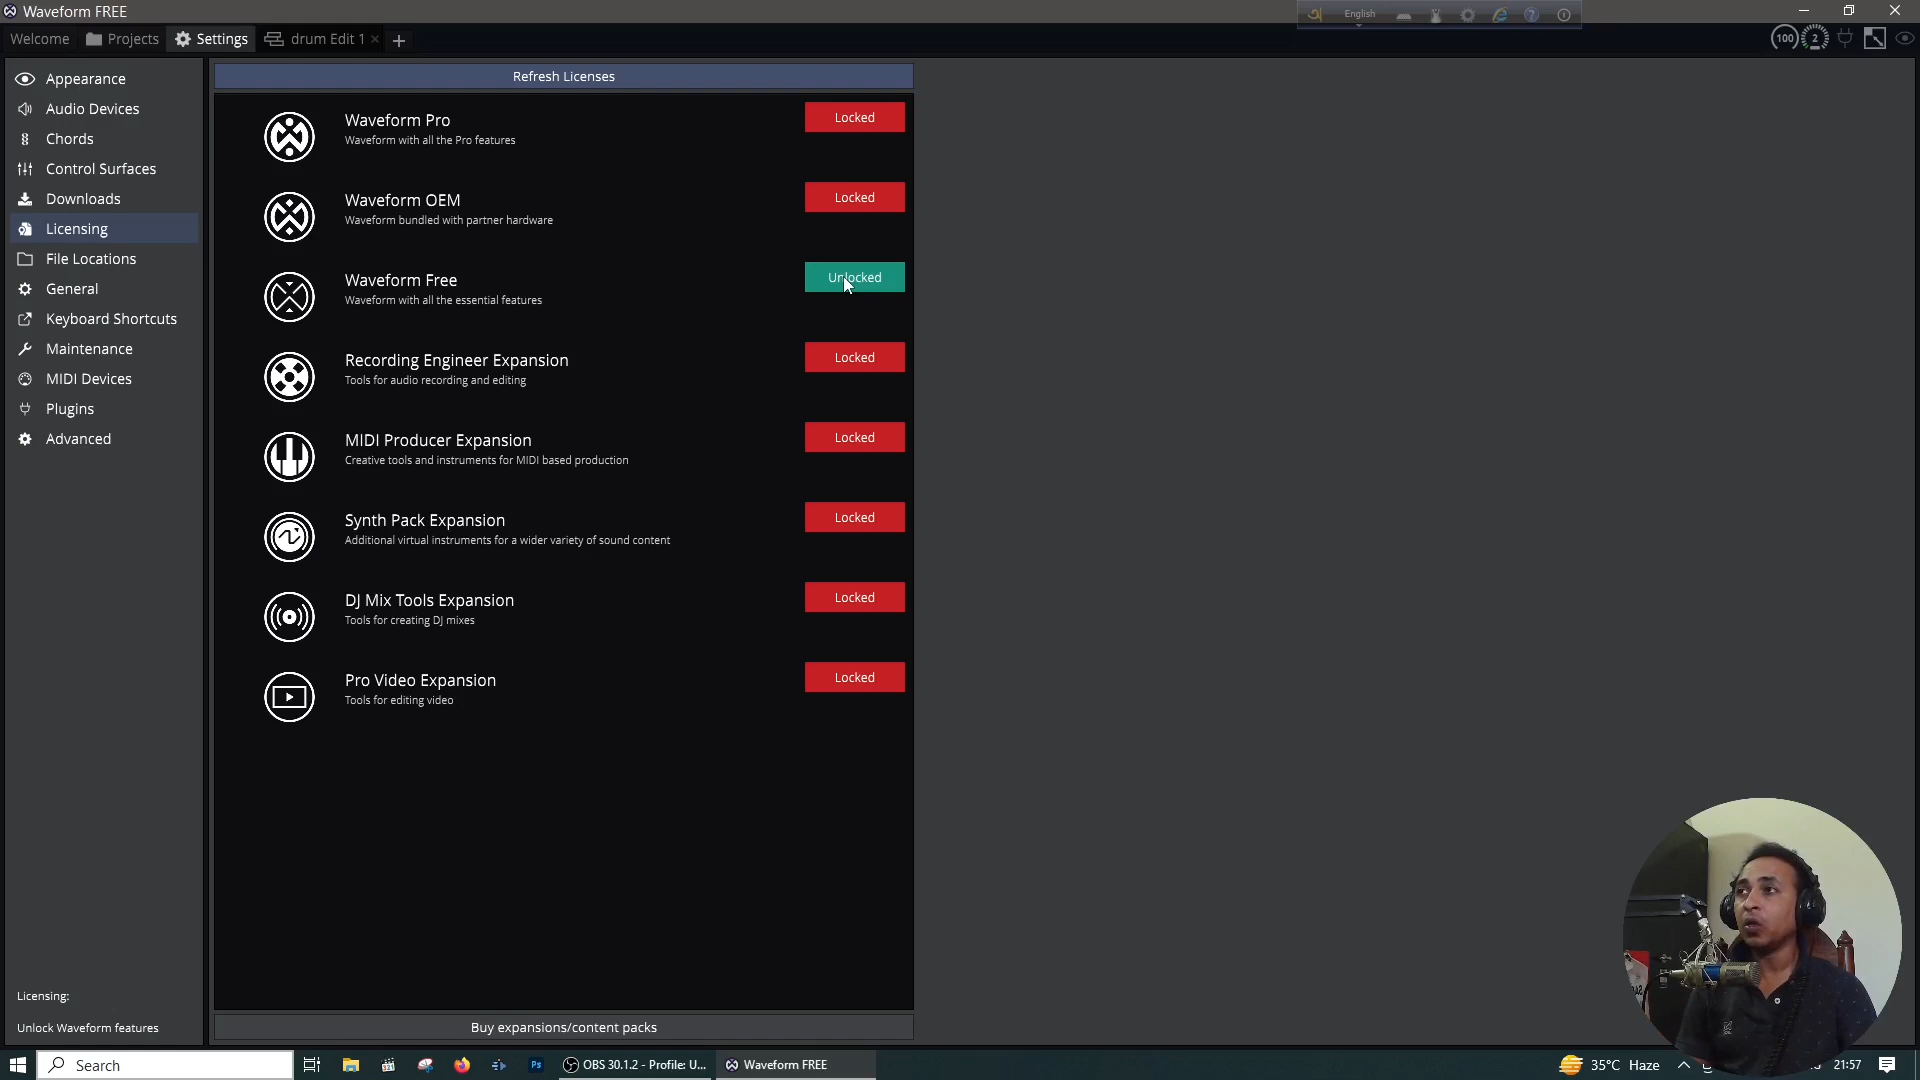 Waveform FREE
English
Welcome
Projects
Settings
drum Edit 1
100
2
Appearance
Audio Devices
Chords
Control Surfaces
Downloads
Licensing
File Locations
General
Keyboard Shortcuts
Maintenance
MIDI Devices
Plugins
Advanced
Refresh Licenses
Waveform Pro
Waveform with all the Pro features
Locked
Waveform OEM
Waveform bundled with partner hardware
Locked
Waveform Free
Waveform with all the essential features
Unlocked
Recording Engineer Expansion
Tools for audio recording and editing
Locked
MIDI Producer Expansion
Creative tools and instruments for MIDI based production
Locked
Synth Pack Expansion
Additional virtual instruments for a wider variety of sound content
Locked
DJ Mix Tools Expansion
Tools for creating DJ mixes
Locked
Pro Video Expansion
Tools for editing video
Locked
Licensing:
Unlock Waveform features
Buy expansions/content packs
Search
Ps
OBS 30.1.2 - Profile: U...
Waveform FREE
35°C Haze
21:57